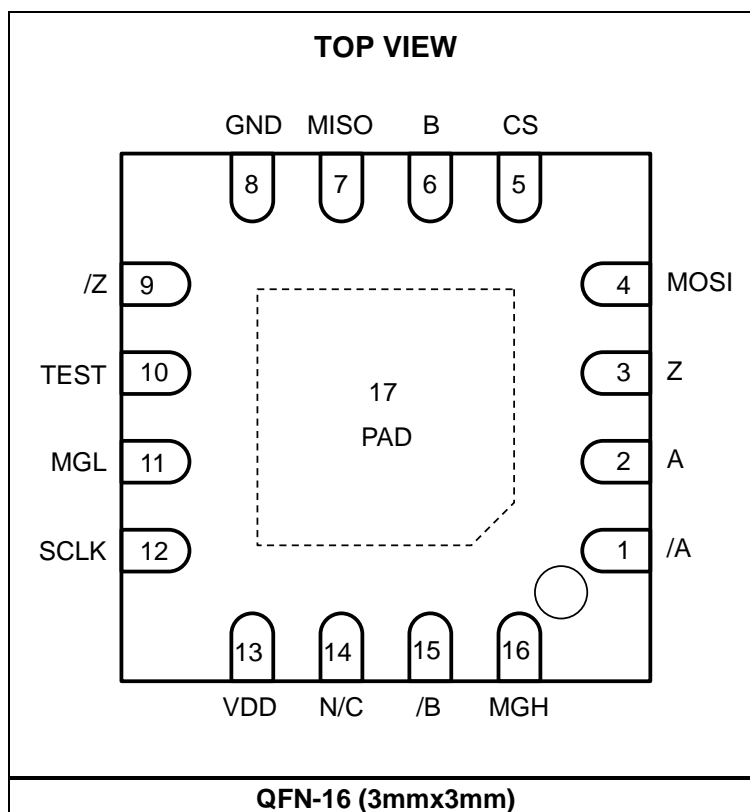 TOP VIEW
GND MISO B CS
8 7 6 5
/Z 9 4 MOSI
TEST 10 3 Z
17
PAD
MGL 11 2 A
SCLK 12 1 /A
13 14 15 16
VDD N/C /B MGH
QFN-16 (3mmx3mm)